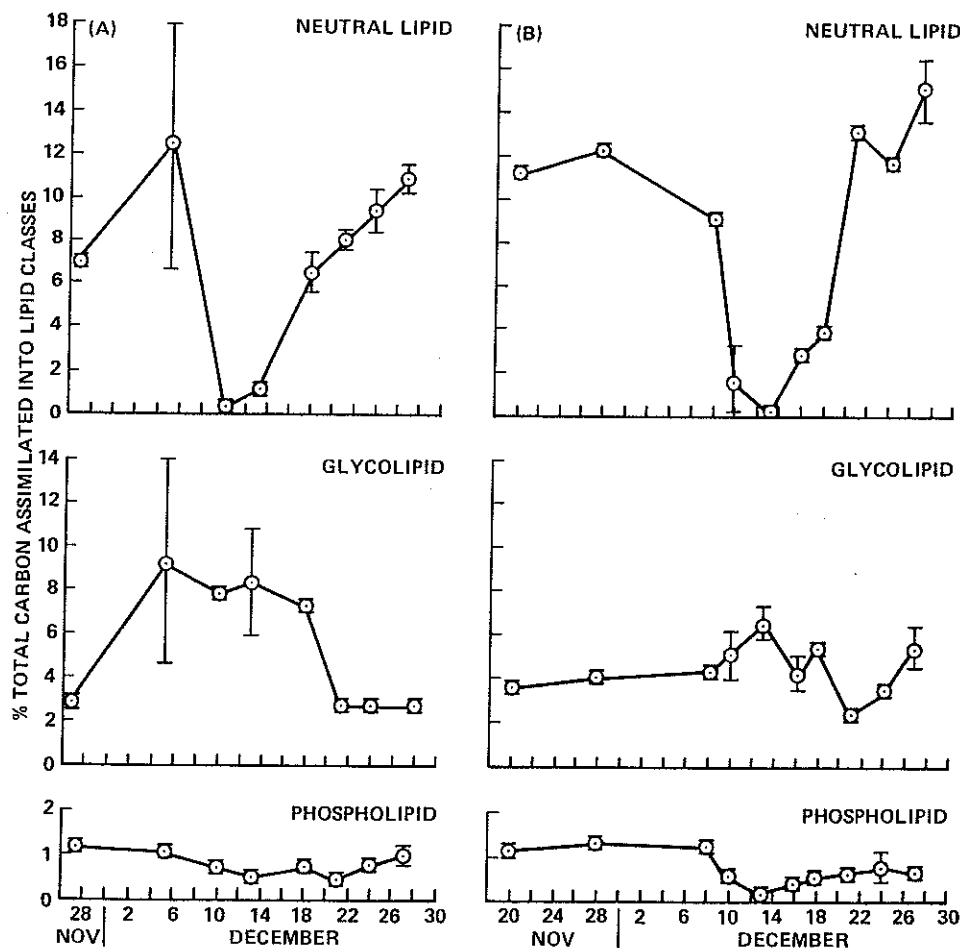 (A) NEUTRAL LIPID
(B) NEUTRAL LIPID
% TOTAL CARBON ASSIMILATED INTO LIPID CLASSES
18
16
14
12
10
8
6
4
2
0
GLYCOLIPID
GLYCOLIPID
14
12
10
8
6
4
2
0
PHOSPHOLIPID
PHOSPHOLIPID
2
1
0
28 2 6 10 14 18 22 26 30
NOV. DECEMBER
20 24 28 2 6 10 14 18 22 26 30
NOV DECEMBER